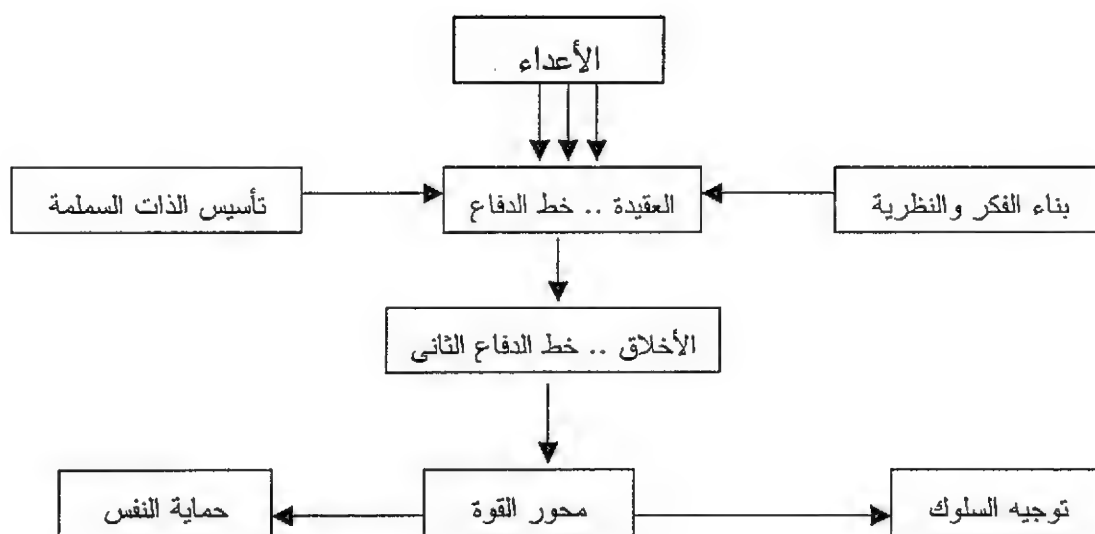 الأعداء
بناء الفكر والنظرية
العقيدة .. خط الدفاع
تأسيس الذات السملمة
الأخلاق .. خط الدفاع الثانى
توجيه السلوك
محور القوة
حماية النفس